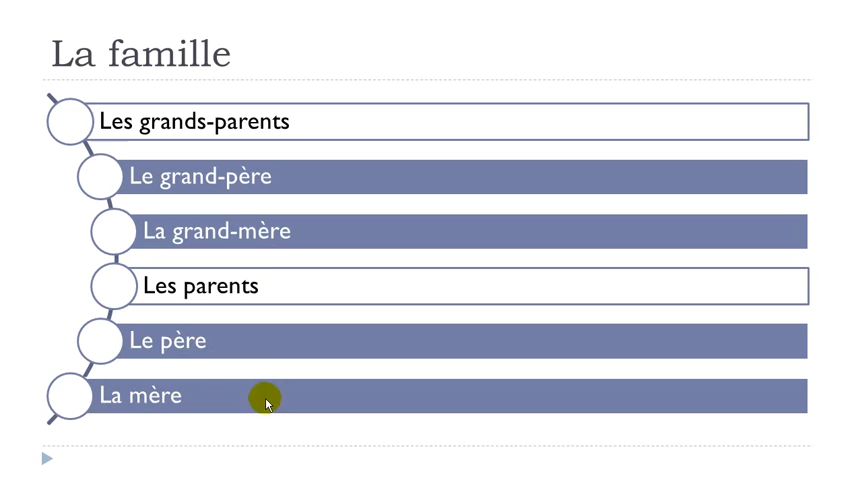 La famille
Les grands-parents
Le grand-père
La grand-mère
Les parents
Le père
La mère